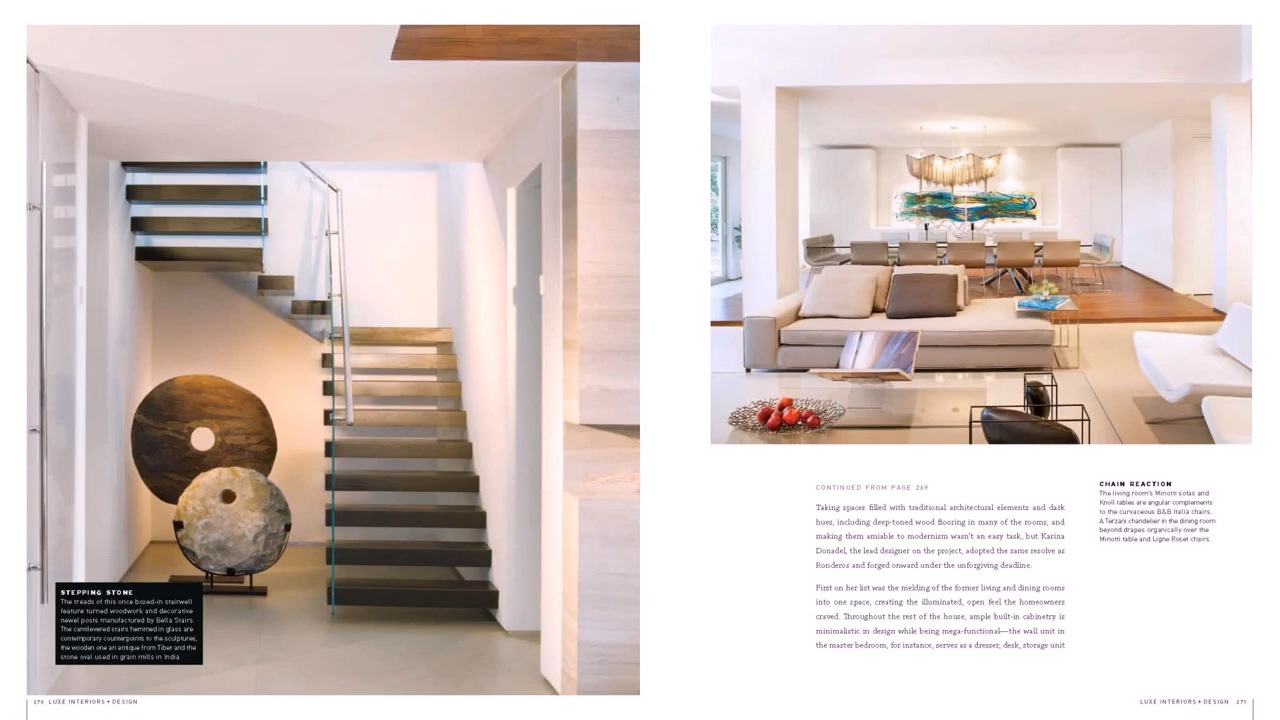 STEPPING STONE
The treads of this once boxed-in stairwell
feature turned woodwork and decorative
newel posts manufactured by Bella Stairs.
The cantilevered stairs hemmed in glass are
contemporary counterpoints to the sculptures,
the wooden one an antique from Tibet and the
stone oval used in grain mills in India.
270 LUXE INTERIORS + DESIGN
CONTINUED FROM PAGE 269
Taking spaces filled with traditional architectural elements and dark
hues, including deep-toned wood flooring in many of the rooms, and
making them amiable to modernism wasn't an easy task, but Karina
Donadel, the lead designer on the project, adopted the same resolve as
Ronderos and forged onward under the unforgiving deadline.
First on her list was the melding of the former living and dining rooms
into one space, creating the illuminated, open feel the homeowners
craved. Throughout the rest of the home, ample built-in cabinetry is
minimalistic in design while being mega-functional—the wall unit in
the master bedroom, for instance, serves as a dresser, desk, storage unit
CHAIN REACTION
The living room's Minotti sofas and
Knoll tables are angular complements
to the curvaceous B&B Italia chairs.
A Terzani chandelier in the dining room
beyond drapes organically over the
Minotti table and Ligne Roset chairs.
LUXE INTERIORS + DESIGN 271